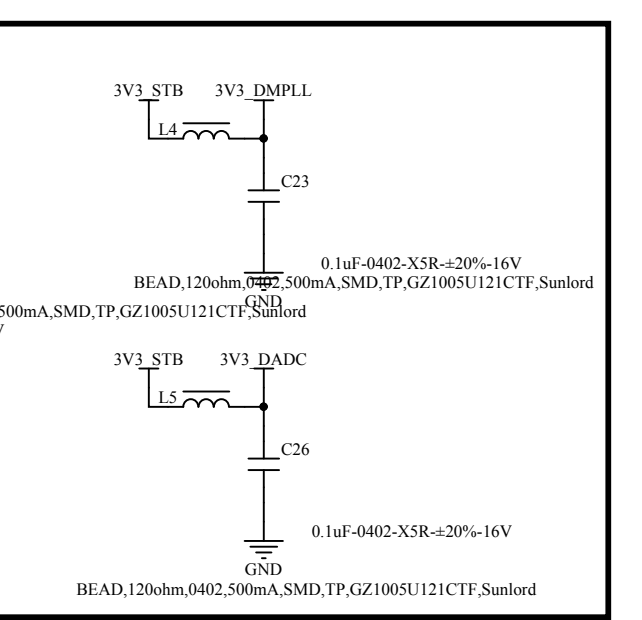 3V3_STB 3V3_DMPLL
L4
C23
0.1uF-0402-X5R-±20%-16V
BEAD,120ohm,0402,500mA,SMD,TP,GZ1005U121CTF,Sunlord
GND
500mA,SMD,TP,GZ1005U121CTF,Sunlord
3V3_STB 3V3_DADC
L5
C26
0.1uF-0402-X5R-±20%-16V
GND
BEAD,120ohm,0402,500mA,SMD,TP,GZ1005U121CTF,Sunlord